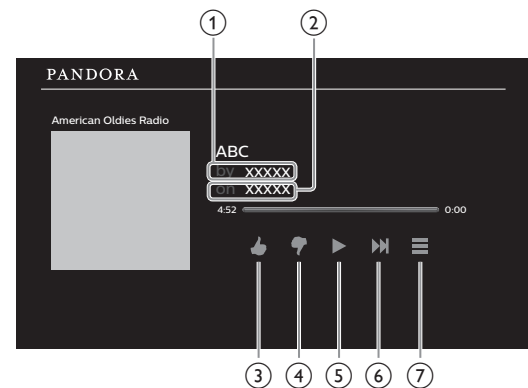 1 2
PANDORA
American Oldies Radio
ABC
by XXXXX
on XXXXX
4:52 0:00
3 4 5 6 7